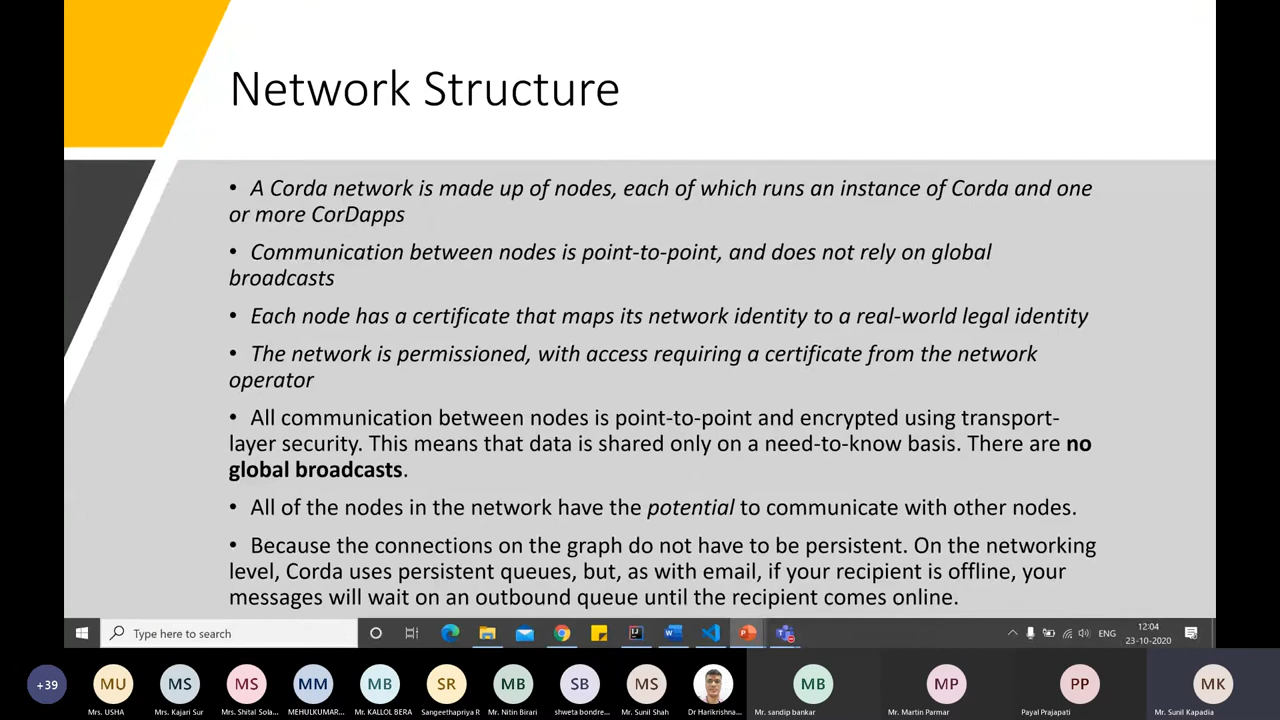 Network Structure
• A Corda network is made up of nodes, each of which runs an instance of Corda and one
or more CorDapps
• Communication between nodes is point-to-point, and does not rely on global
broadcasts
• Each node has a certificate that maps its network identity to a real-world legal identity
• The network is permissioned, with access requiring a certificate from the network
operator
• All communication between nodes is point-to-point and encrypted using transport-
layer security. This means that data is shared only on a need-to-know basis. There are no
global broadcasts.
• All of the nodes in the network have the potential to communicate with other nodes.
• Because the connections on the graph do not have to be persistent. On the networking
level, Corda uses persistent queues, but, as with email, if your recipient is offline, your
messages will wait on an outbound queue until the recipient comes online.
Type here to search
ENG
12:04
23-10-2020
+39 MU MS MS MM MB SR MB SB MS MB MP PP MK
Mrs. USHA Mrs. Kajari Sur Mrs. Shital Sola... MEHULKUMAR... Mr. KALLOL BERA Sangeethapriya R Mr. Nitin Birari shweta bondre... Mr. Sunil Shah Dr Harikrishna... Mr. sandip bankar Mr. Martin Parmar Payal Prajapati Mr. Sunil Kapadia